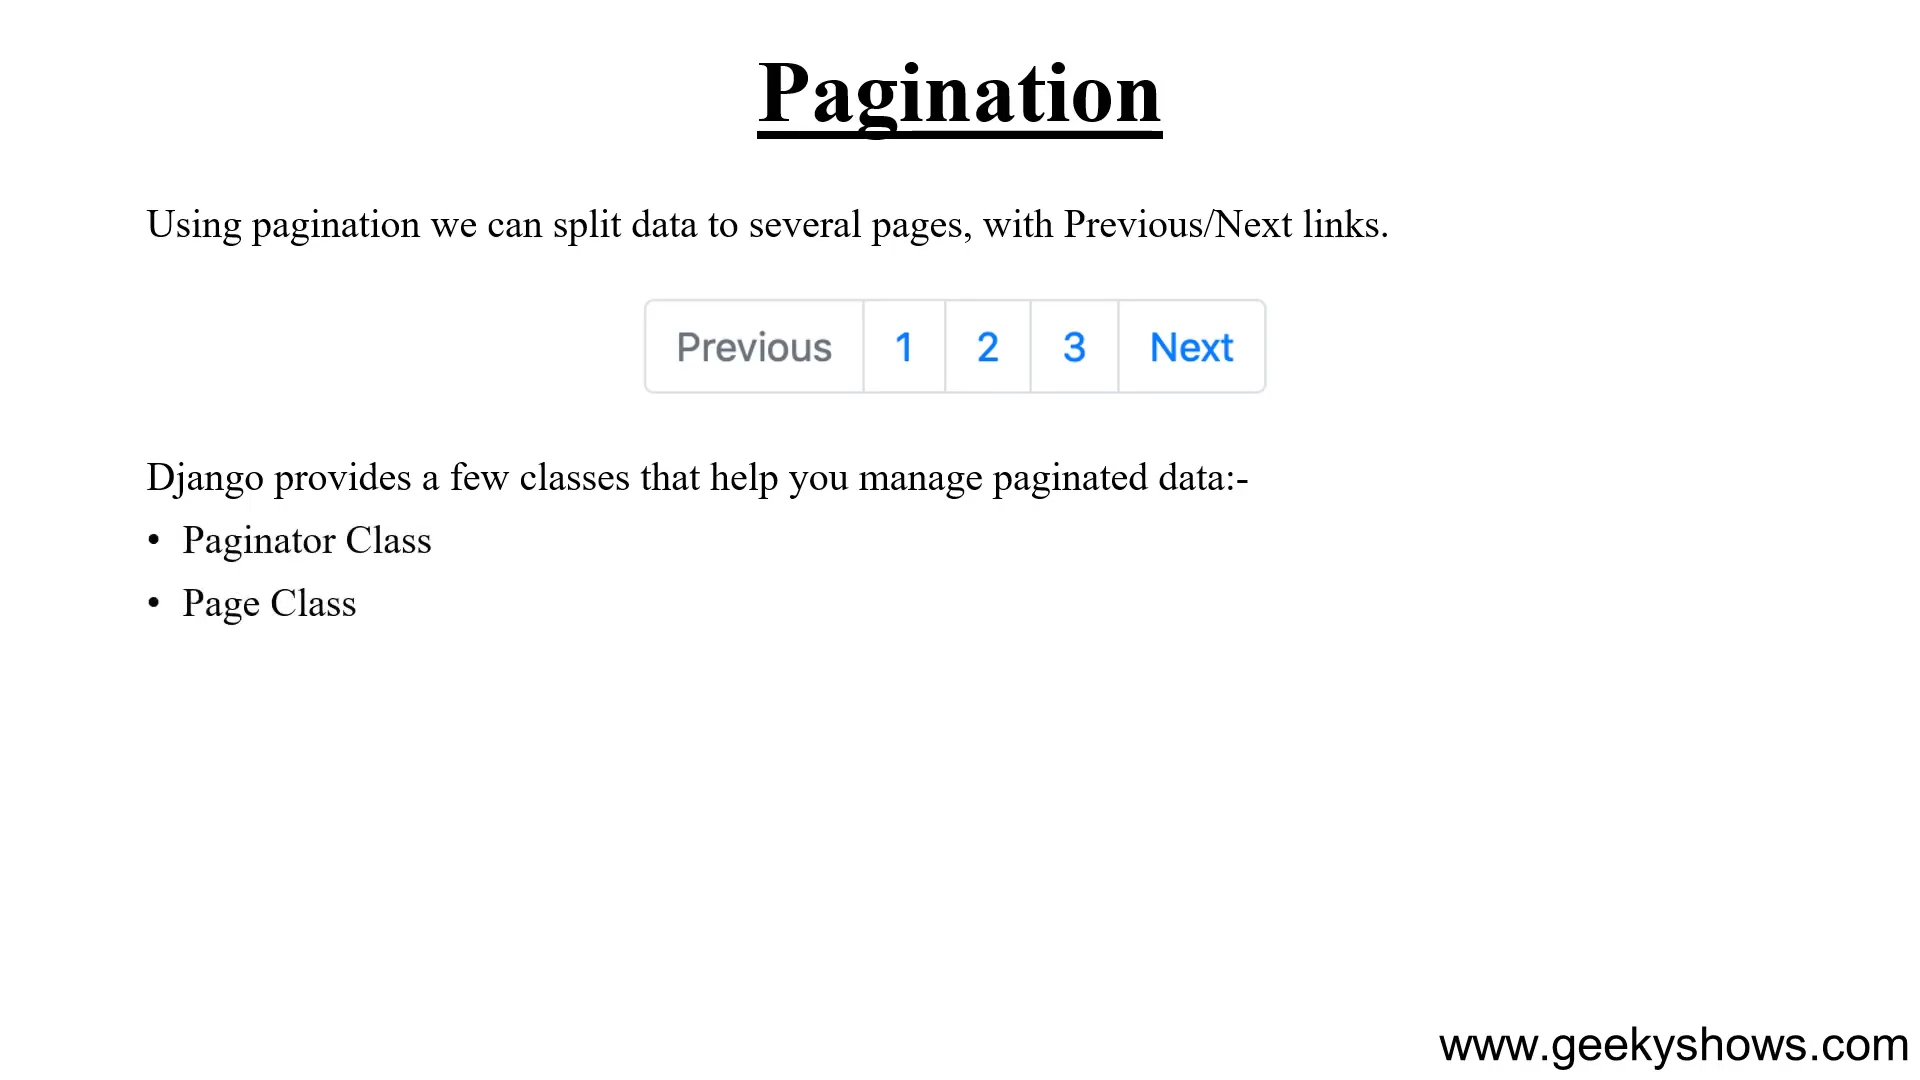 Pagination
Using pagination we can split data to several pages, with Previous/Next links.
Previous 1 2 3 Next
Django provides a few classes that help you manage paginated data:-
• Paginator Class
• Page Class
www.geekyshows.com